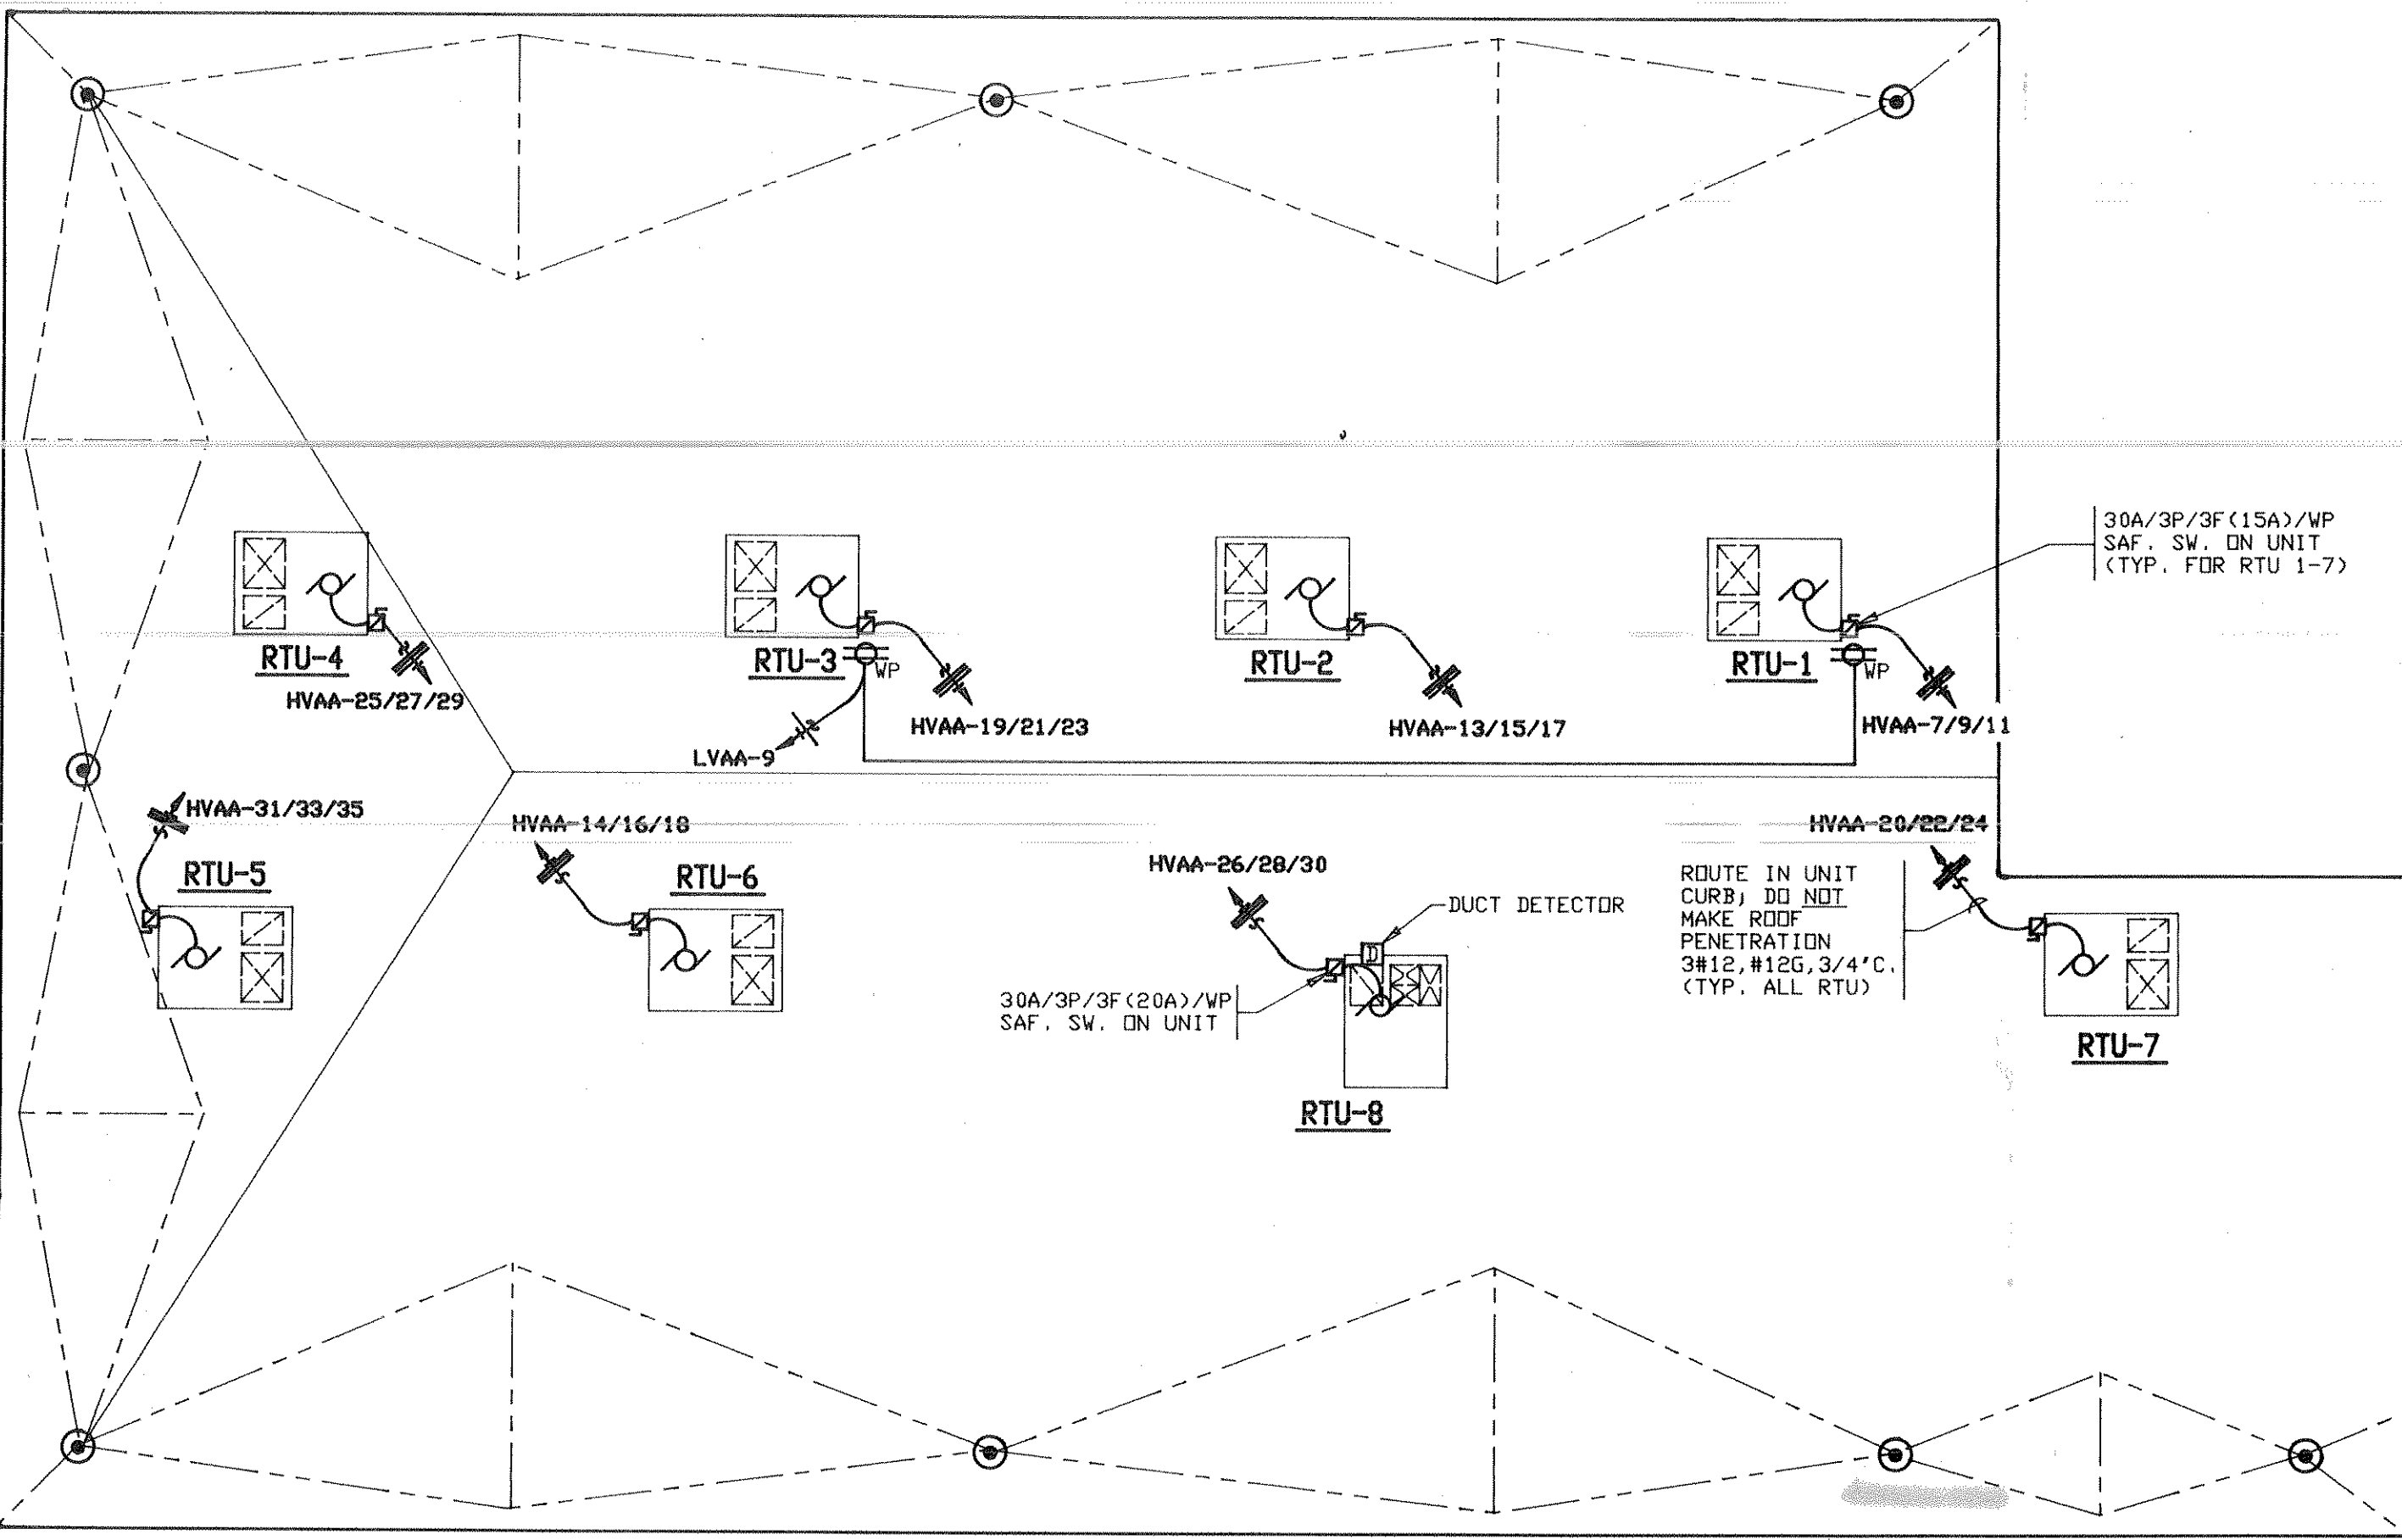 30A/3P/3F(15A)/WP
SAF. SW. ON UNIT
(TYP. FOR RTU 1-7)
RTU-4
HVAA-25/27/29
RTU-3
WP
HVAA-19/21/23
LVAA-9
RTU-2
HVAA-13/15/17
RTU-1
WP
HVAA-7/9/11
HVAA-31/33/35
RTU-5
HVAA-14/16/18
RTU-6
HVAA-26/28/30
DUCT DETECTOR
D
30A/3P/3F(20A)/WP
SAF. SW. ON UNIT
RTU-8
HVAA-20/22/24
ROUTE IN UNIT
CURB; DO NOT
MAKE ROOF
PENETRATION
3#12,#12G,3/4'C.
(TYP. ALL RTU)
RTU-7